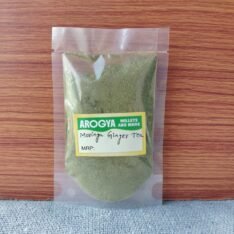 AROGYA MILLETS AND MORE
Moringa Ginger Tea
MRP: